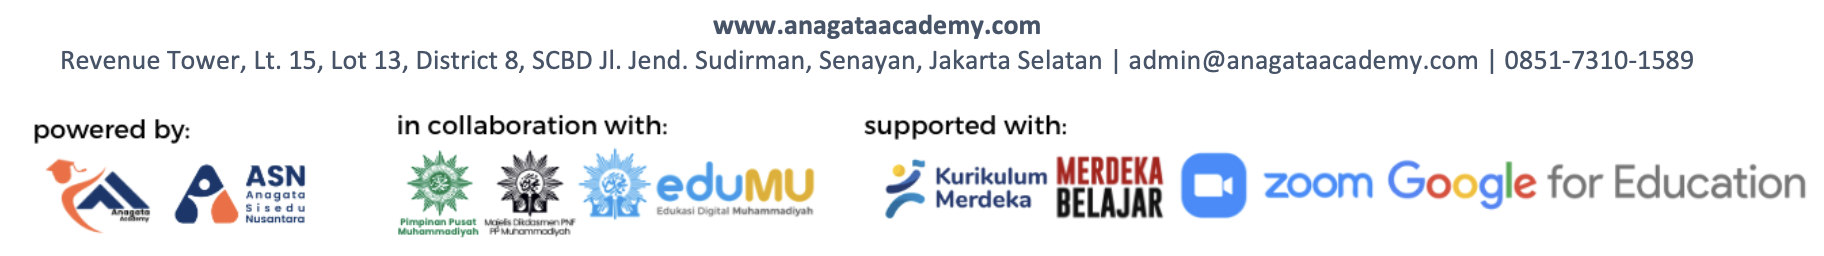 www.anagataacademy.com
Revenue Tower, Lt. 15, Lot 13, District 8, SCBD Jl. Jend. Sudirman, Senayan, Jakarta Selatan | admin@anagataacademy.com | 0851-7310-1589
powered by:
Anagata
Academy
ASN
Anagata
Sisedu
Nusantara
in collaboration with:
Pimpinan Pusat
Muhammadiyah
Majelis Dikdasmen PNF
PP Muhammadiyah
eduMU
Edukasi Digital Muhammadiyah
supported with:
Kurikulum
Merdeka
MERDEKA
BELAJAR
zoom
Google for Education